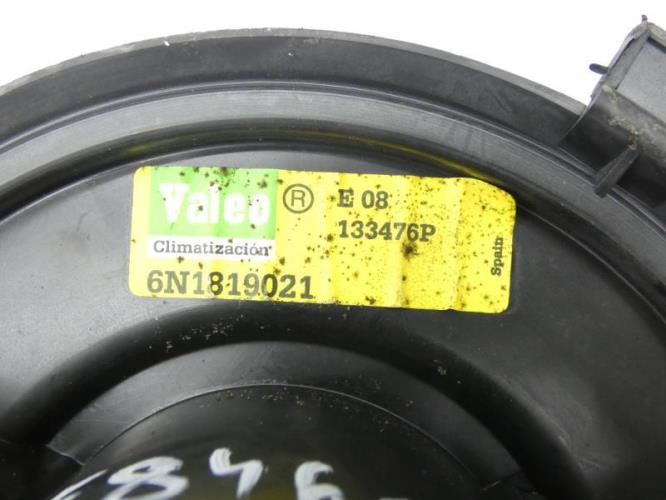 Valeo ® E 08
133476P
Climatización
6N1819021
Spain